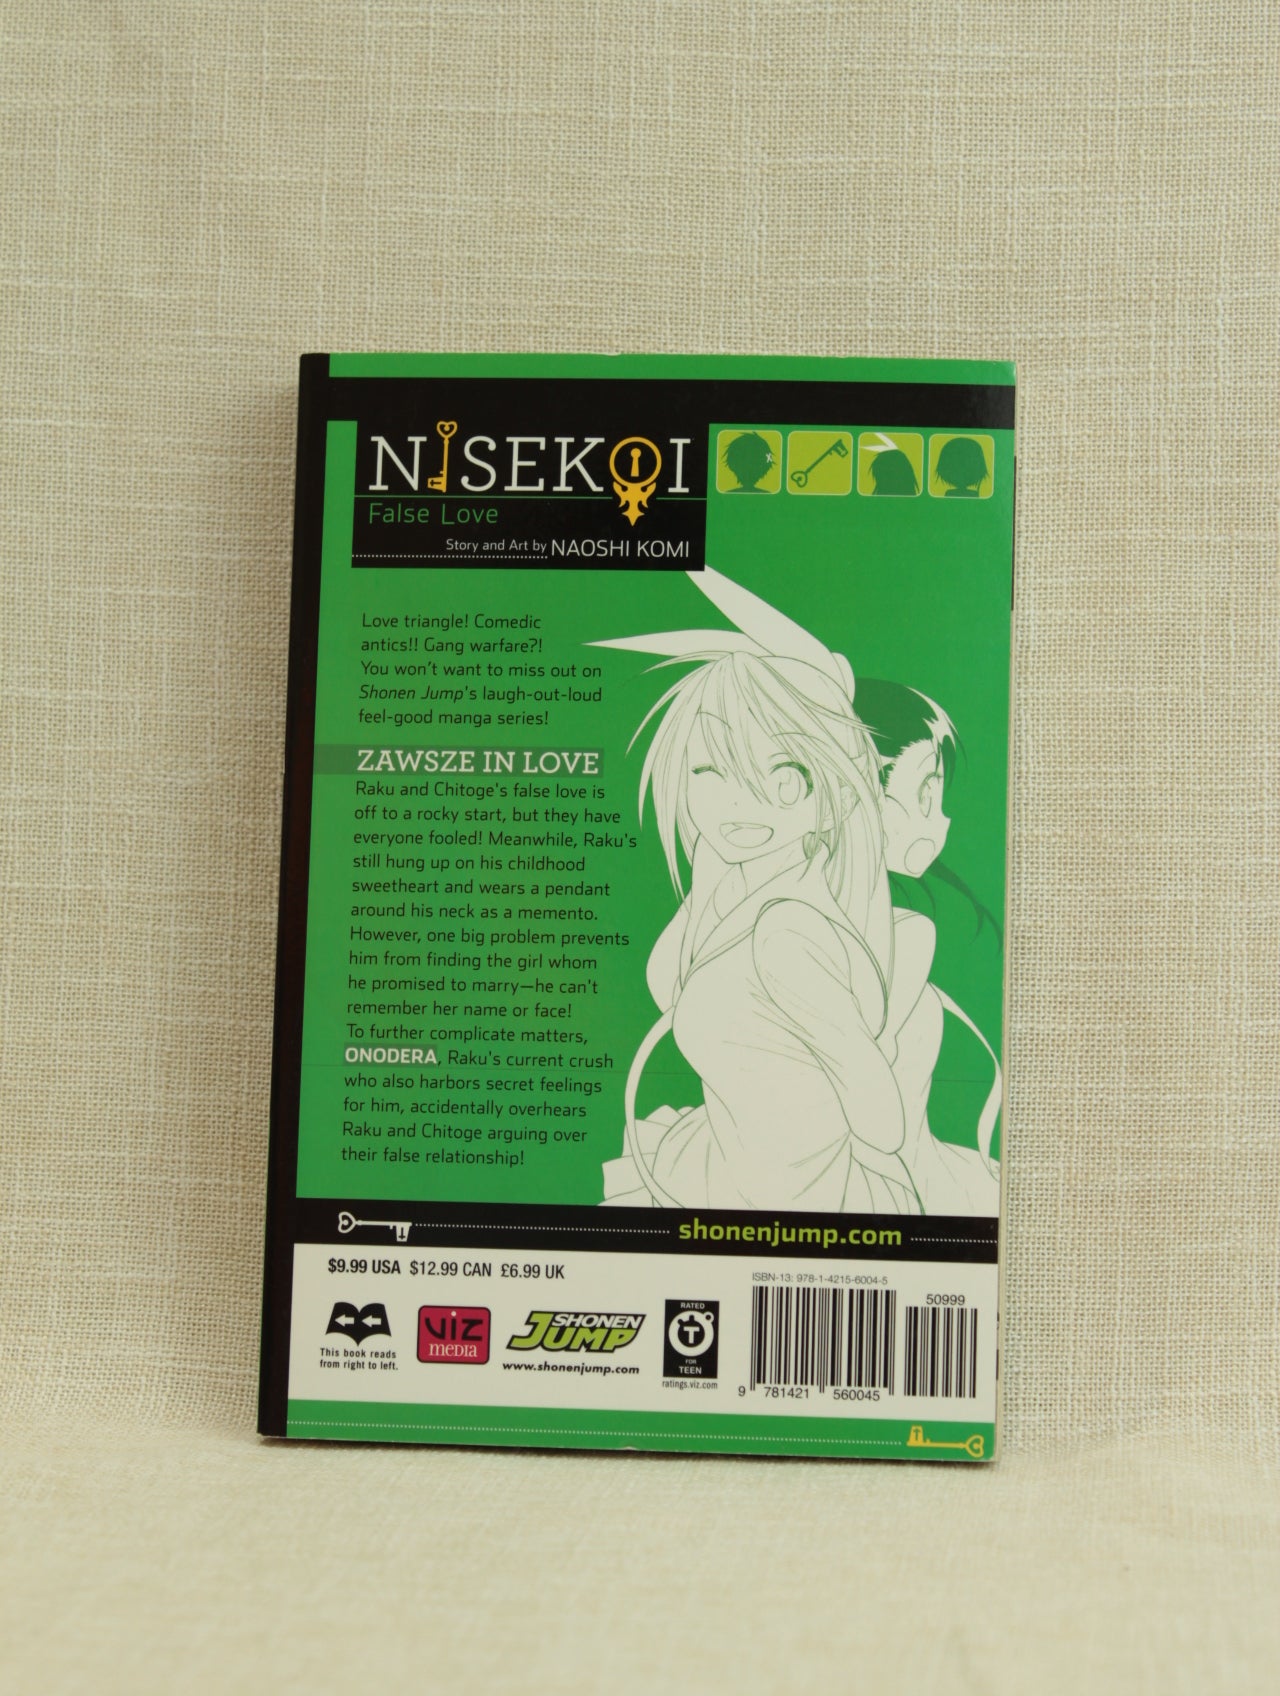 NISEKOI
False Love
Story and Art by NAOSHI KOMI
Love triangle! Comedic
antics!! Gang warfare?!
You won't want to miss out on
Shonen Jump's laugh-out-loud
feel-good manga series!
ZAWSZE IN LOVE
Raku and Chitoge's false love is
off to a rocky start, but they have
everyone fooled! Meanwhile, Raku's
still hung up on his childhood
sweetheart and wears a pendant
around his neck as a memento.
However, one big problem prevents
him from finding the girl whom
he promised to marry—he can't
remember her name or face!
To further complicate matters,
ONODERA, Raku's current crush
who also harbors secret feelings
for him, accidentally overhears
Raku and Chitoge arguing over
their false relationship!
shonenjump.com
$9.99 USA $12.99 CAN £6.99 UK
This book reads
from right to left.
VIZ
MEDIA
SHONEN
JUMP
www.shonenjump.com
RATED
T
FOR
TEEN
ratings.viz.com
ISBN-13: 978-1-4215-6004-5
50999
9 781421 560045